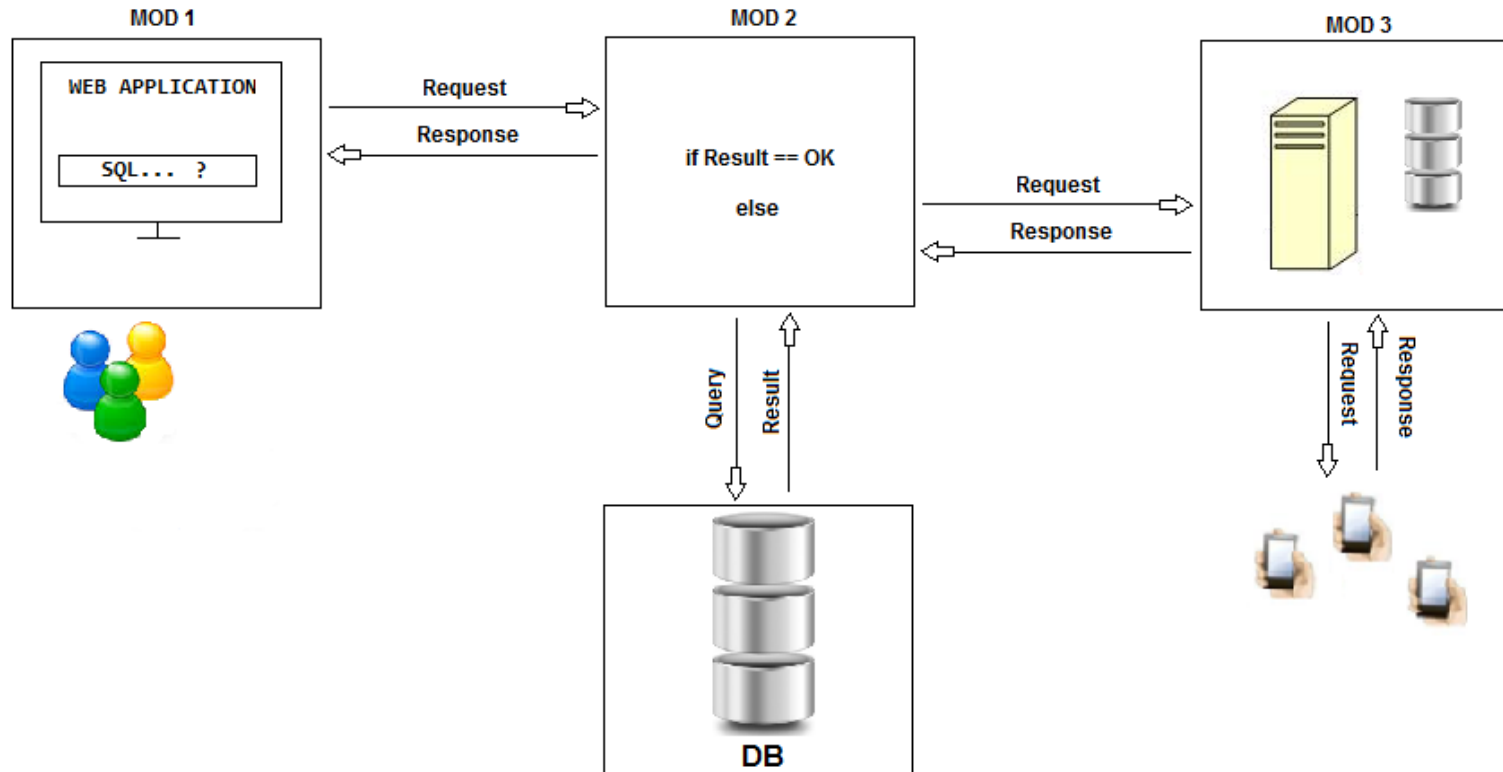 MOD 1
WEB APPLICATION
SQL... ?
Request
Response
MOD 2
if Result == OK
else
Request
Response
MOD 3
Query
Result
Request
Response
DB